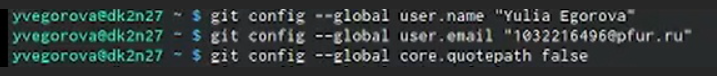 yvegorova@dk2n27 ~ $ git config --global user.name "Yulia Egorova"
yvegorova@dk2n27 ~ $ git config --global user.email "1032216496@pfur.ru"
yvegorova@dk2n27 ~ $ git config --global core.quotepath false